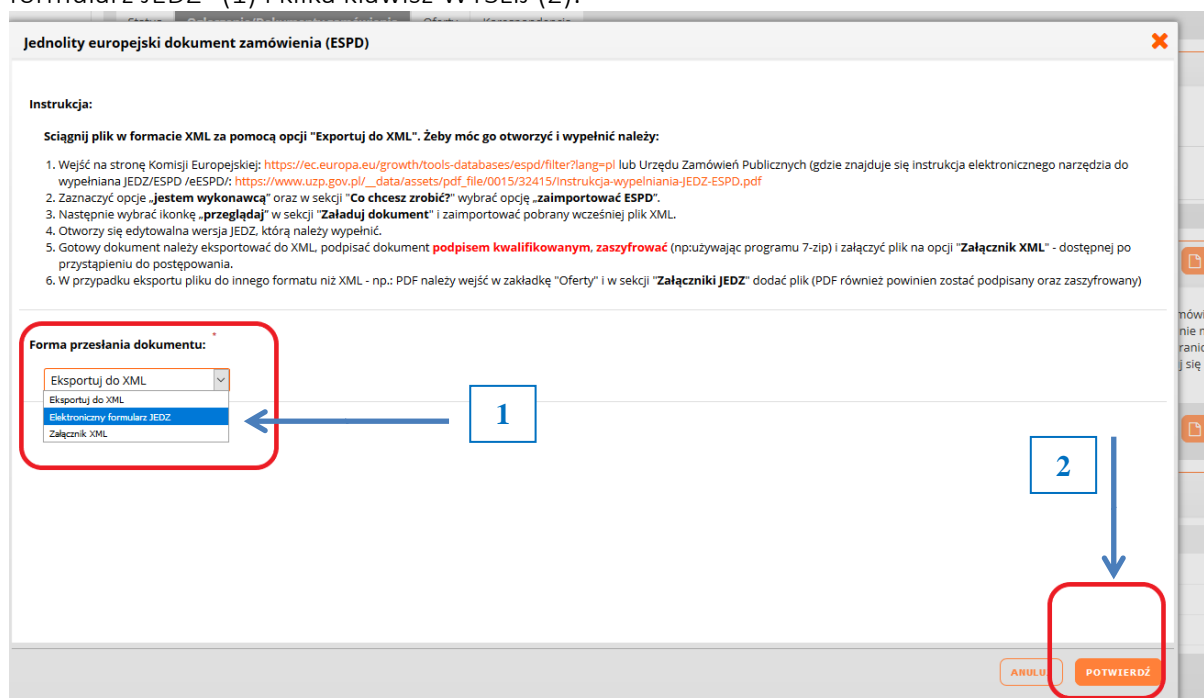 formularz JEDZ" (1) i klika klawisz WYŚLIJ (2).
Status Ogłoszenie/Dokumenty zamówienia Oferty Korespondencja
Jednolity europejski dokument zamówienia (ESPD)
Instrukcja:
Sciągnij plik w formacie XML za pomocą opcji "Exportuj do XML". Żeby móc go otworzyć i wypełnić należy:
1. Wejść na stronę Komisji Europejskiej: https://ec.europa.eu/growth/tools-databases/espd/filter?lang=pl lub Urzędu Zamówień Publicznych (gdzie znajduje się instrukcja elektronicznego narzędzia do
wypełniana JEDZ/ESPD /eESPD/: https://www.uzp.gov.pl/__data/assets/pdf_file/0015/32415/Instrukcja-wypelniania-JEDZ-ESPD.pdf
2. Zaznaczyć opcje „jestem wykonawcą" oraz w sekcji "Co chcesz zrobić?" wybrać opcję „zaimportować ESPD".
3. Następnie wybrać ikonkę „przeglądaj" w sekcji "Załaduj dokument" i zaimportować pobrany wcześniej plik XML.
4. Otworzy się edytowalna wersja JEDZ, którą należy wypełnić.
5. Gotowy dokument należy eksportować do XML, podpisać dokument podpisem kwalifikowanym, zaszyfrować (np:używając programu 7-zip) i załączyć plik na opcji "Załącznik XML" - dostępnej po
przystąpieniu do postępowania.
6. W przypadku eksportu pliku do innego formatu niż XML - np.: PDF należy wejść w zakładkę "Oferty" i w sekcji "Załączniki JEDZ" dodać plik (PDF również powinien zostać podpisany oraz zaszyfrowany)
Forma przesłania dokumentu: *
Eksportuj do XML
Eksportuj do XML
Elektroniczny formularz JEDZ
Załącznik XML
1
2
j się
POTWIERDŹ